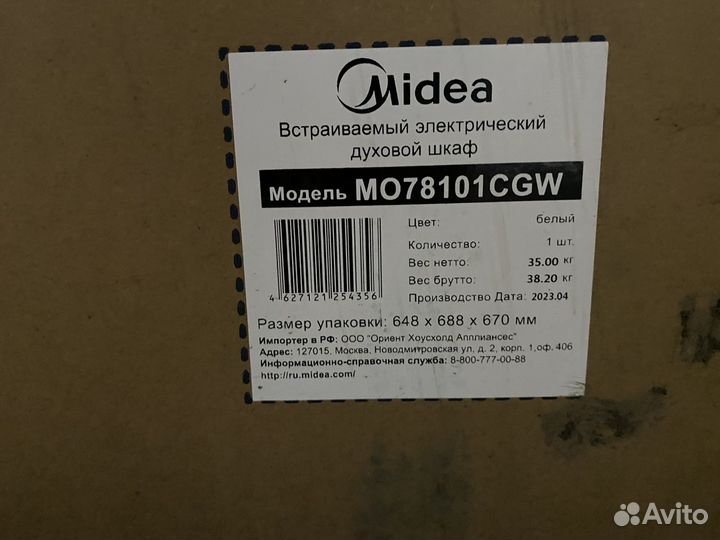 Midea
Встраиваемый электрический
духовой шкаф
Модель MO78101CGW
Цвет: белый
Количество: 1 шт.
Вес нетто: 35.00 кг
Вес брутто: 38.20 кг
Производство Дата: 2023.04
4 627121 254356
Размер упаковки: 648 x 688 x 670 мм
Импортер в РФ: ООО "Ориент Хоусхолд Апплиансес"
Адрес: 127015, Москва, Новодмитровская ул, д. 2, корп. 1,оф. 406
Информационно-справочная служба: 8-800-777-00-88
http://ru.midea.com/
Avito